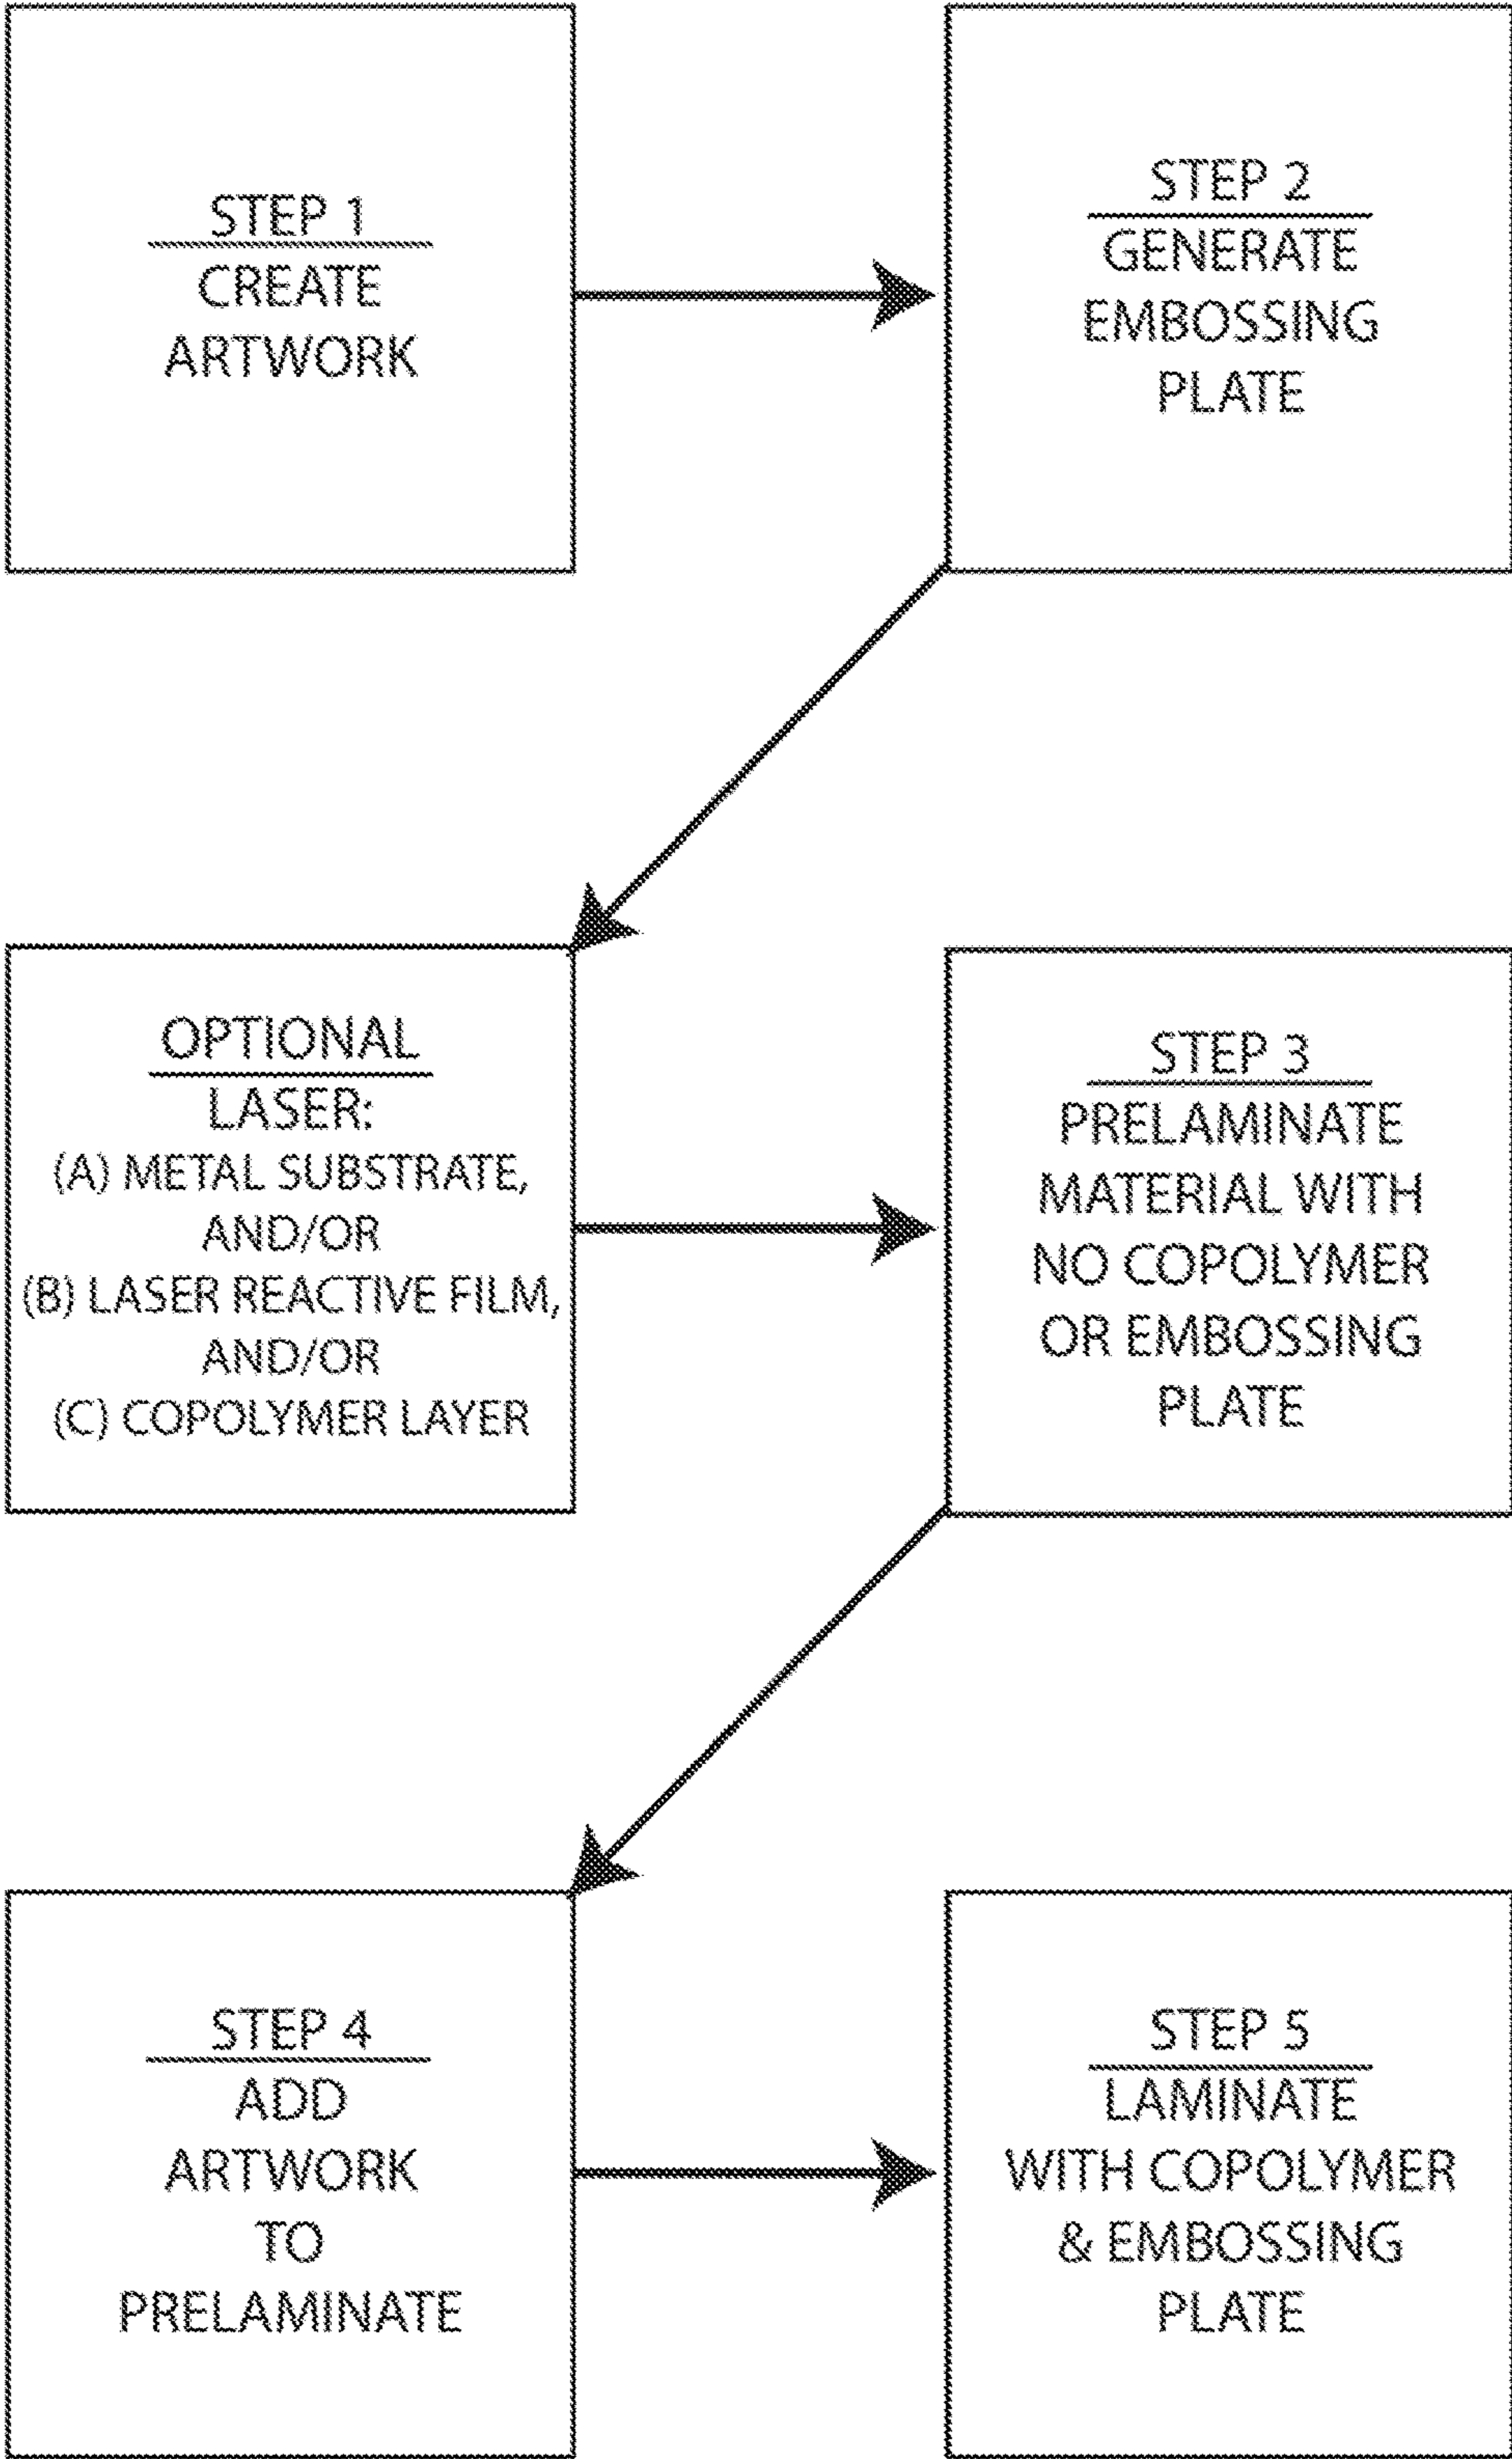 STEP 1
CREATE
ARTWORK
STEP 2
GENERATE
EMBOSSING
PLATE
OPTIONAL
LASER:
(A) METAL SUBSTRATE,
AND/OR
(B) LASER REACTIVE FILM,
AND/OR
(C) COPOLYMER LAYER
STEP 3
PRELAMINATE
MATERIAL WITH
NO COPOLYMER
OR EMBOSSING
PLATE
STEP 4
ADD
ARTWORK
TO
PRELAMINATE
STEP 5
LAMINATE
WITH COPOLYMER
& EMBOSSING
PLATE